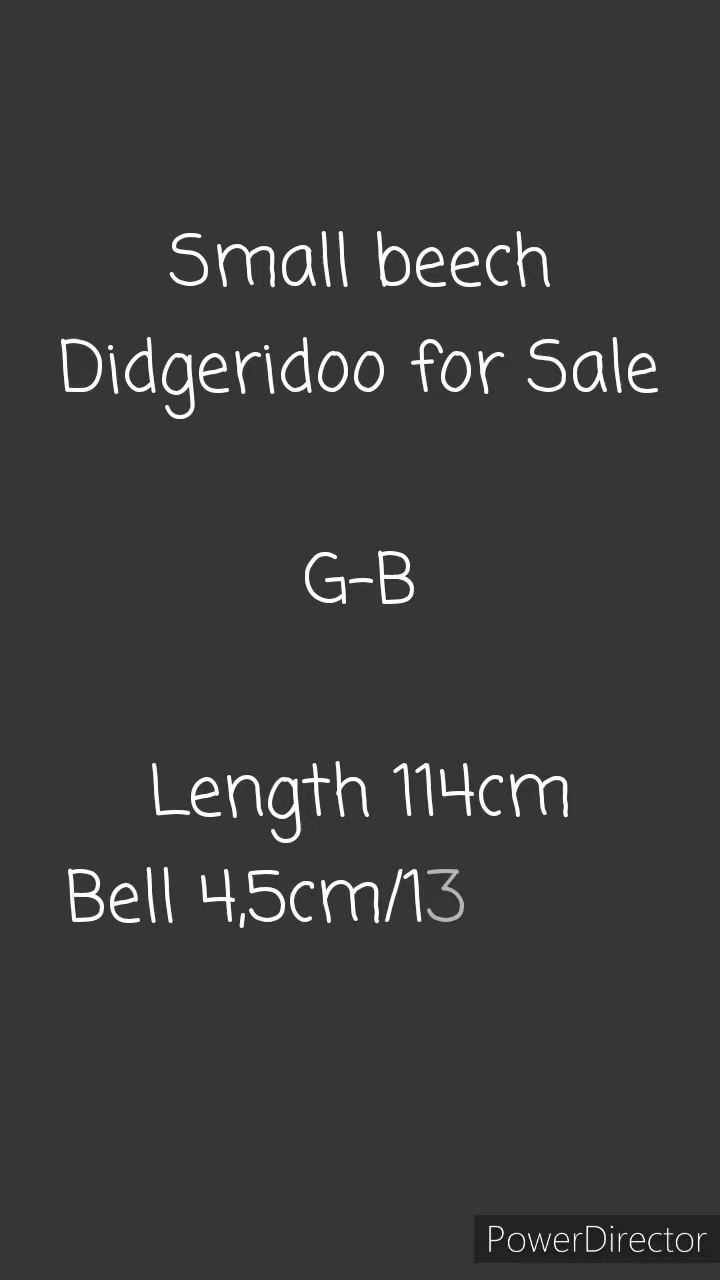 Small beech
Didgeridoo for Sale
G-B
Length 114cm
Bell 4,5cm/13
PowerDirector